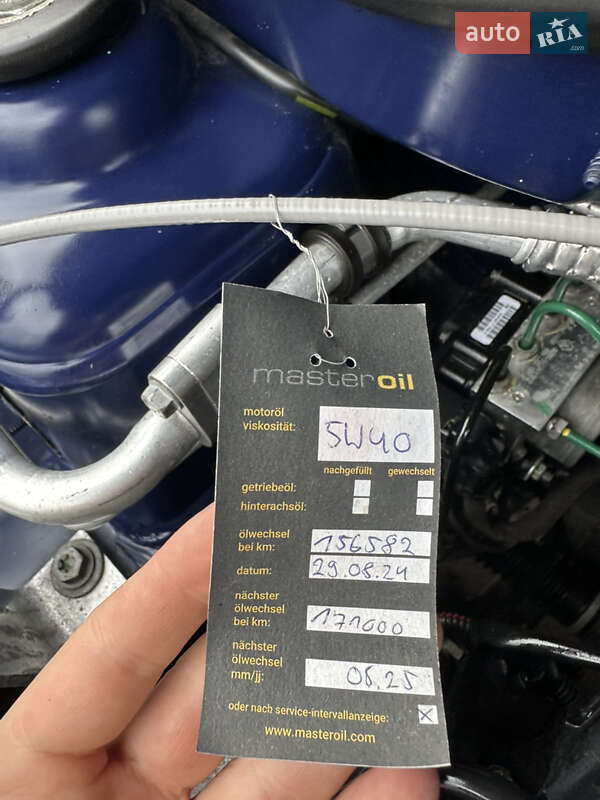 auto RIA.com
masteroil
motoröl
viskosität: 5W40
nachgefüllt gewechselt
getriebeöl:
hinterachsöl:
ölwechsel
bei km: 156582
datum: 29.08.24
nächster
ölwechsel
bei km: 171000
nächster
ölwechsel
mm/jj: 08.25
oder nach service-intervallanzeige: X
www.masteroil.com